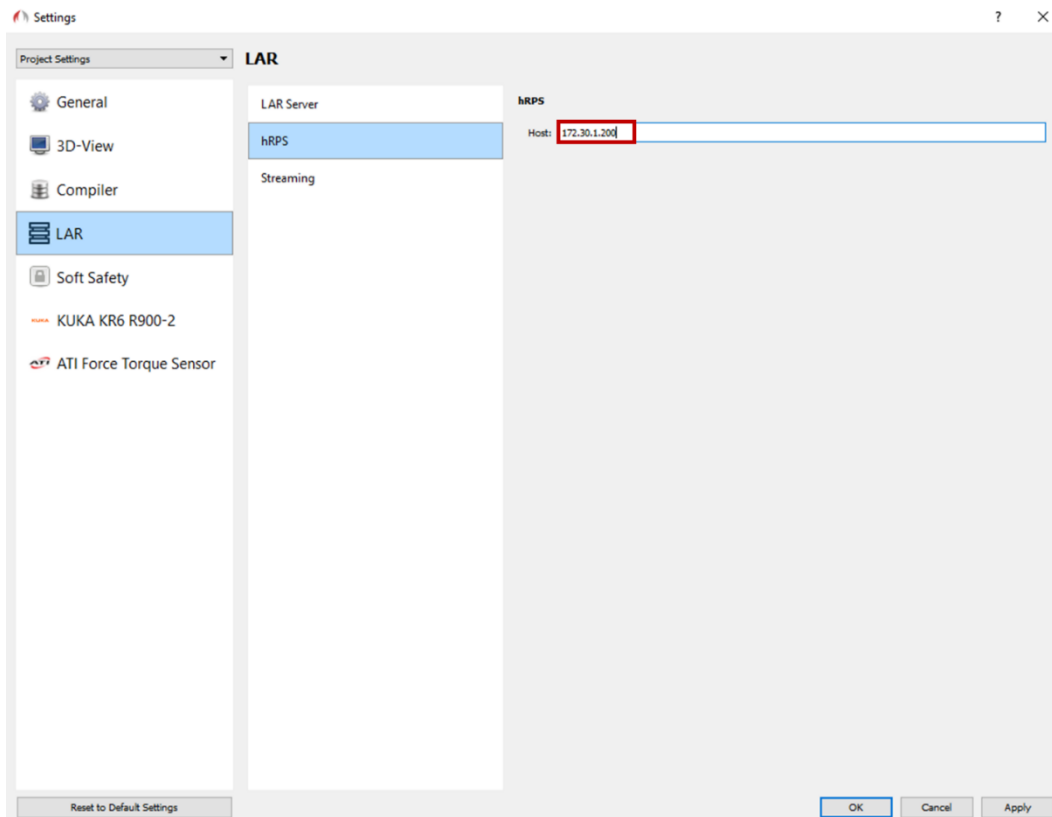 Settings
?
Project Settings
LAR
General
3D-View
Compiler
LAR
Soft Safety
KUKA KUKA KR6 R900-2
ATI ATI Force Torque Sensor
LAR Server
hRPS
Streaming
hRPS
Host: 172.30.1.200
Reset to Default Settings
OK Cancel Apply